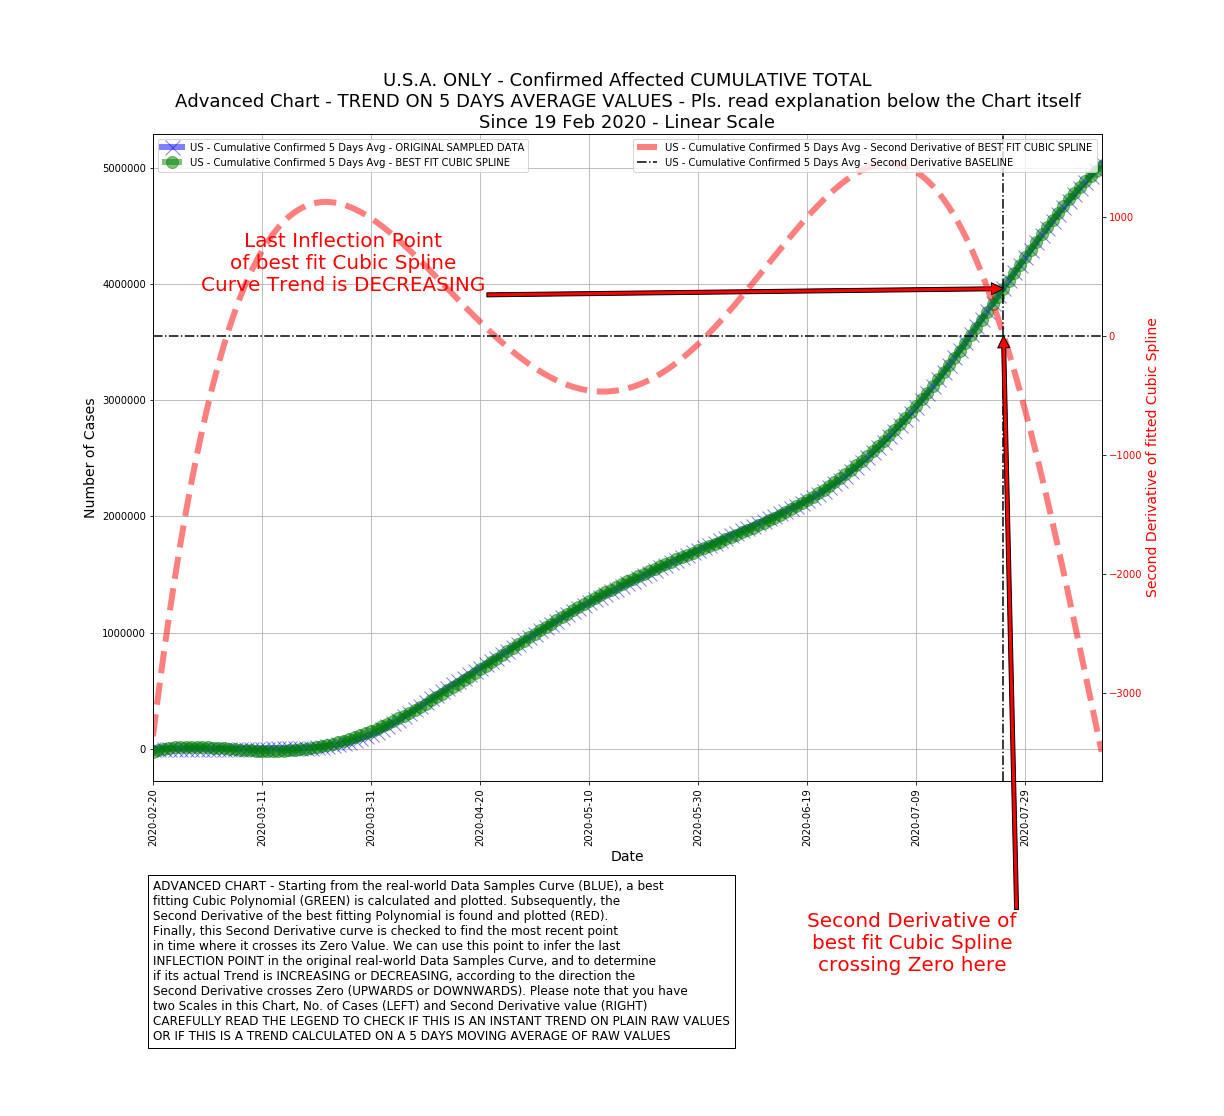 U.S.A. ONLY - Confirmed Affected CUMULATIVE TOTAL
Advanced Chart - TREND ON 5 DAYS AVERAGE VALUES - Pls. read explanation below the Chart itself
Since 19 Feb 2020 - Linear Scale
US - Cumulative Confirmed 5 Days Avg - ORIGINAL SAMPLED DATA
US - Cumulative Confirmed 5 Days Avg - BEST FIT CUBIC SPLINE
US - Cumulative Confirmed 5 Days Avg - Second Derivative of BEST FIT CUBIC SPLINE
US - Cumulative Confirmed 5 Days Avg - Second Derivative BASELINE
Last Inflection Point
of best fit Cubic Spline
Curve Trend is DECREASING
Number of Cases
5000000
4000000
3000000
2000000
1000000
0
1000
0
−1000
−2000
−3000
Second Derivative of fitted Cubic Spline
2020-02-20
2020-03-11
2020-03-31
2020-04-20
2020-05-10
2020-05-30
2020-06-19
2020-07-09
2020-07-29
Date
Second Derivative of
best fit Cubic Spline
crossing Zero here
ADVANCED CHART - Starting from the real-world Data Samples Curve (BLUE), a best
fitting Cubic Polynomial (GREEN) is calculated and plotted. Subsequently, the
Second Derivative of the best fitting Polynomial is found and plotted (RED).
Finally, this Second Derivative curve is checked to find the most recent point
in time where it crosses its Zero Value. We can use this point to infer the last
INFLECTION POINT in the original real-world Data Samples Curve, and to determine
if its actual Trend is INCREASING or DECREASING, according to the direction the
Second Derivative crosses Zero (UPWARDS or DOWNWARDS). Please note that you have
two Scales in this Chart, No. of Cases (LEFT) and Second Derivative value (RIGHT)
CAREFULLY READ THE LEGEND TO CHECK IF THIS IS AN INSTANT TREND ON PLAIN RAW VALUES
OR IF THIS IS A TREND CALCULATED ON A 5 DAYS MOVING AVERAGE OF RAW VALUES